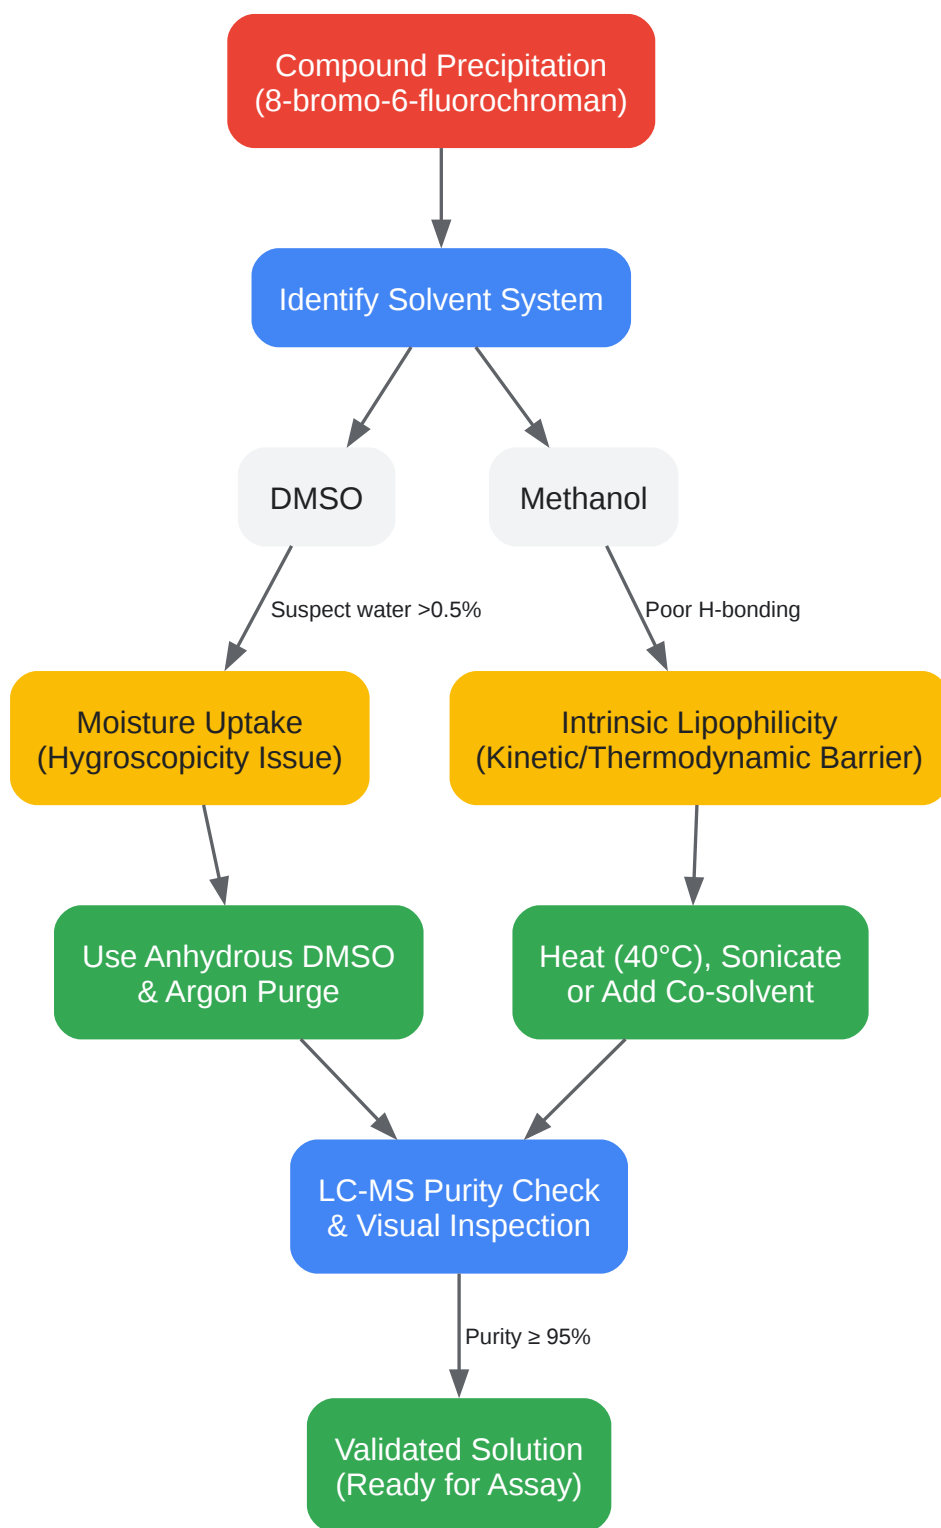 Compound Precipitation
(8-bromo-6-fluorochroman)
Identify Solvent System
DMSO
Methanol
Suspect water >0.5%
Poor H-bonding
Moisture Uptake
(Hygroscopicity Issue)
Intrinsic Lipophilicity
(Kinetic/Thermodynamic Barrier)
Use Anhydrous DMSO
& Argon Purge
Heat (40°C), Sonicate
or Add Co-solvent
LC-MS Purity Check
& Visual Inspection
Purity ≥ 95%
Validated Solution
(Ready for Assay)